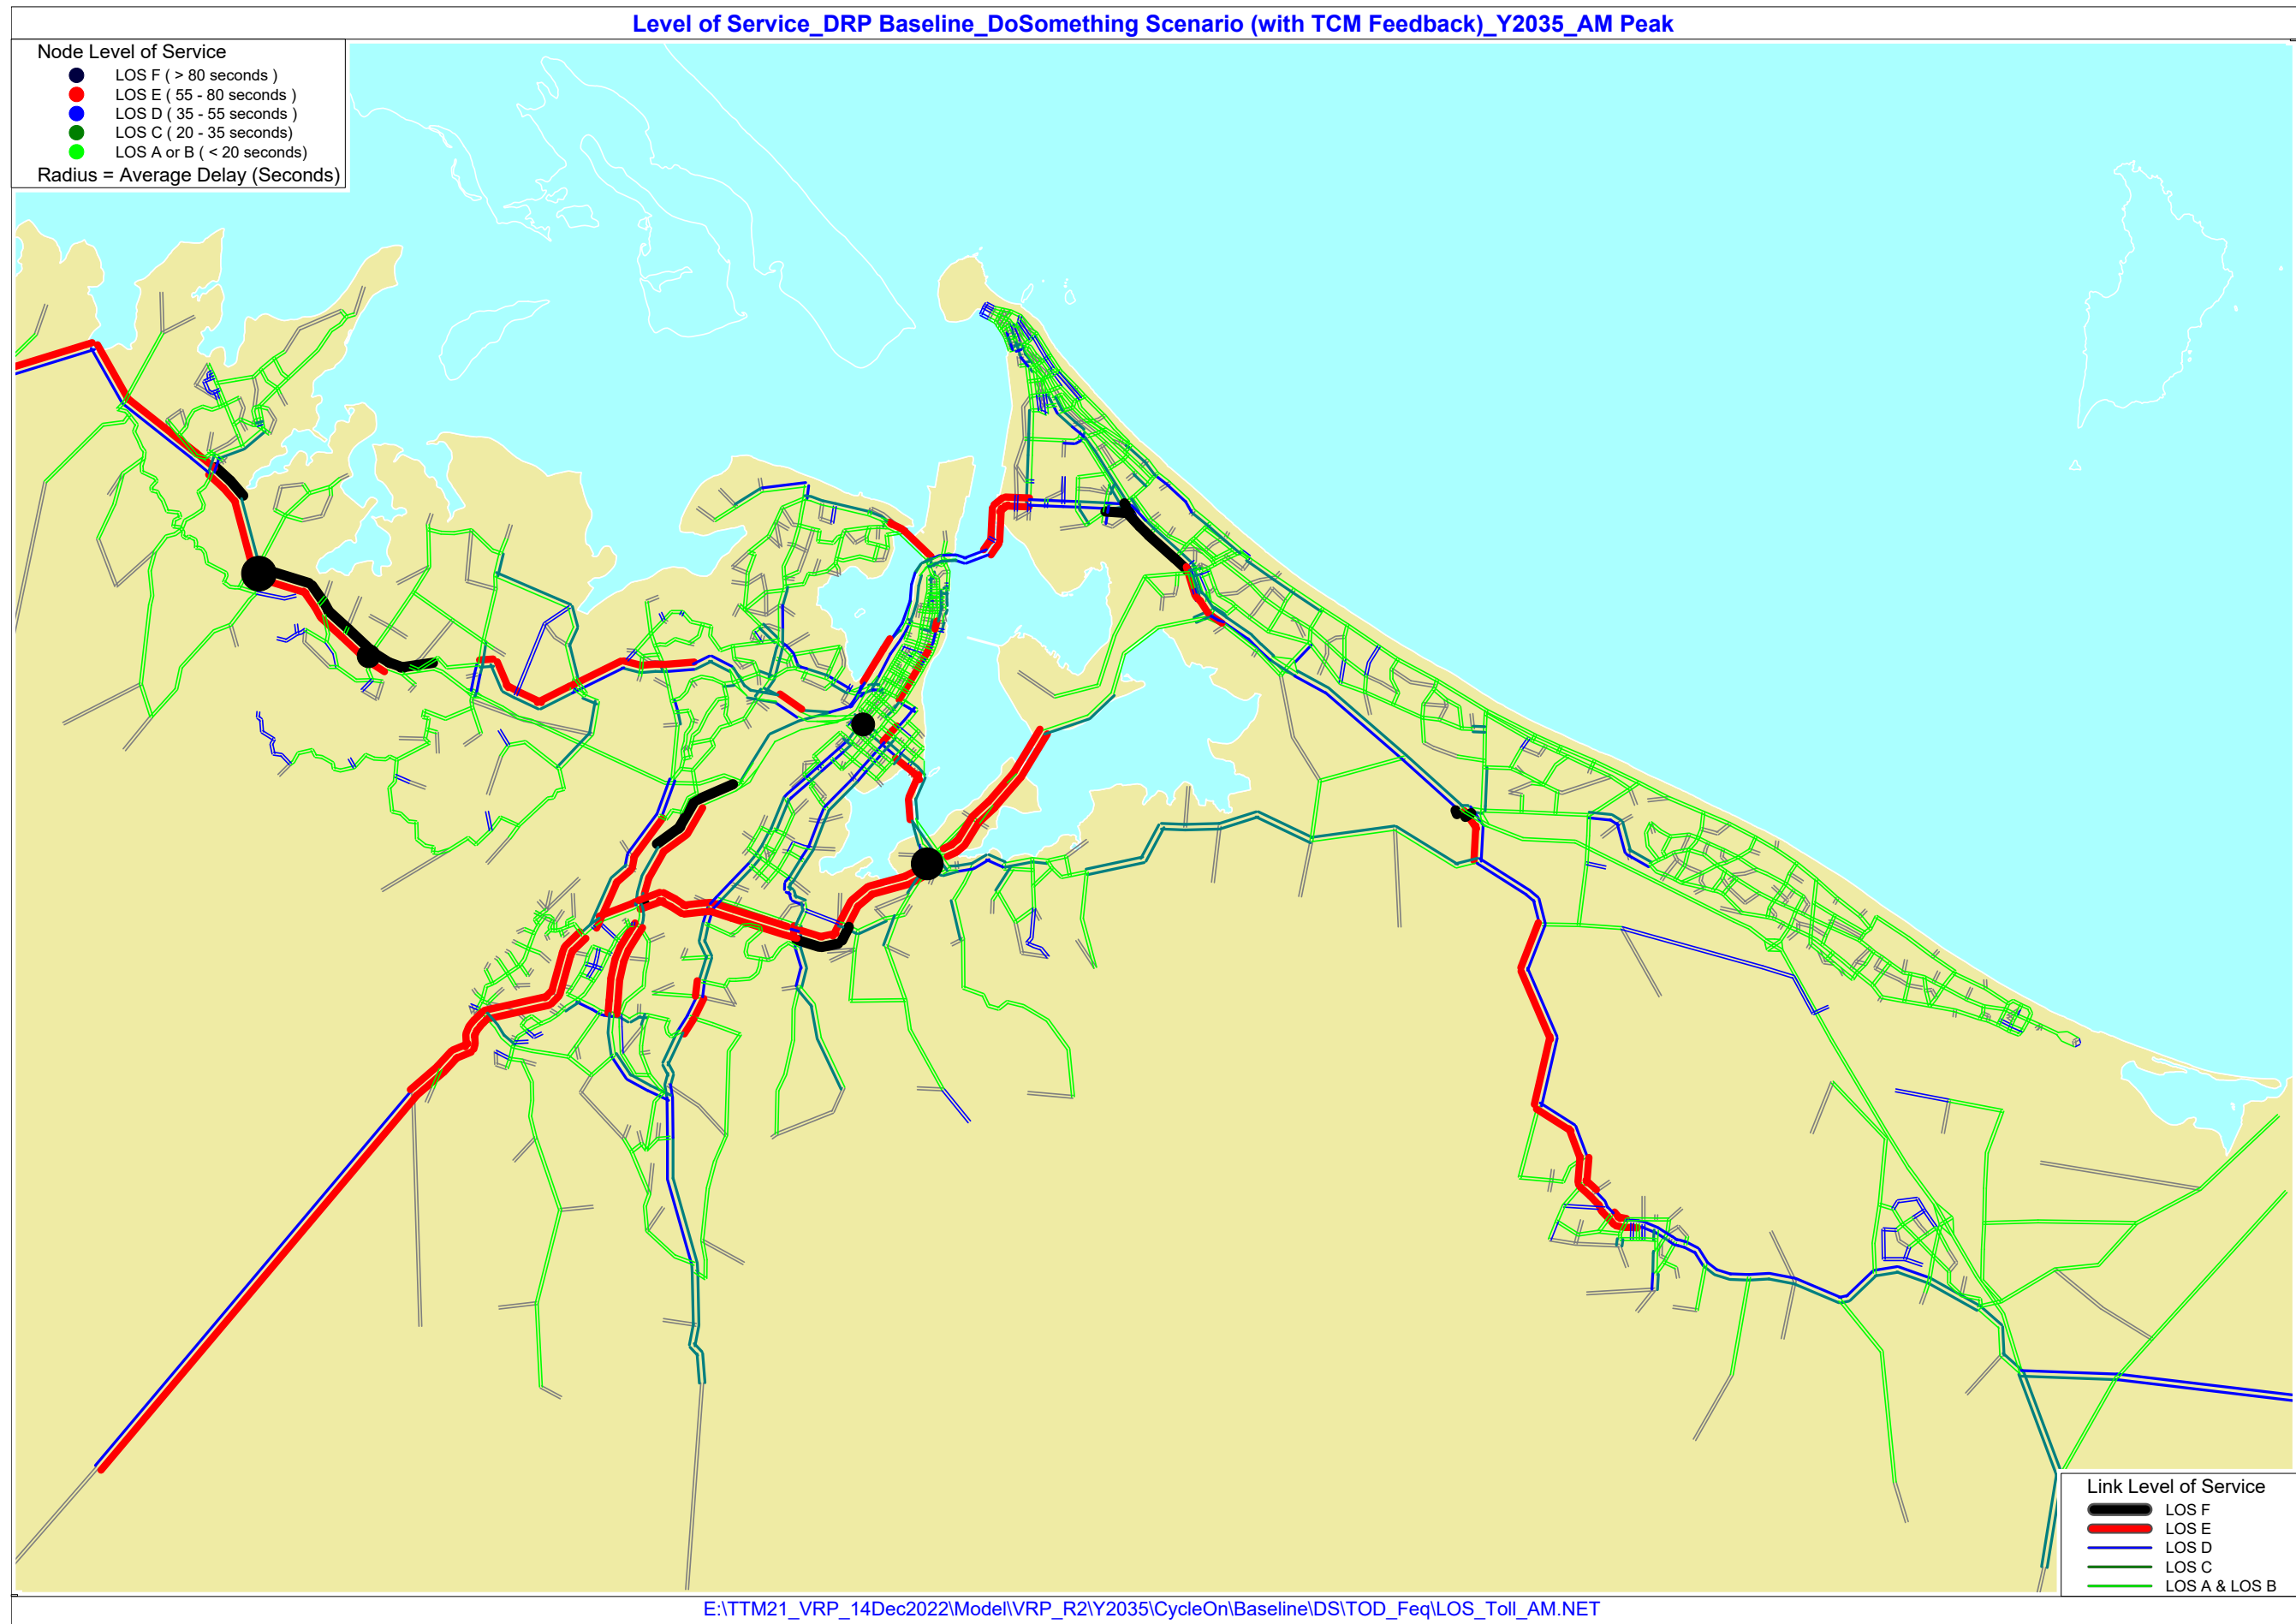 Level of Service_DRP Baseline_DoSomething Scenario (with TCM Feedback)_Y2035_AM Peak
Node Level of Service
LOS F ( > 80 seconds )
LOS E ( 55 - 80 seconds )
LOS D ( 35 - 55 seconds )
LOS C ( 20 - 35 seconds)
LOS A or B ( < 20 seconds)
Radius = Average Delay (Seconds)
Link Level of Service
LOS F
LOS E
LOS D
LOS C
LOS A & LOS B
E:\TTM21_VRP_14Dec2022\Model\VRP_R2\Y2035\CycleOn\Baseline\DS\TOD_Feq\LOS_Toll_AM.NET